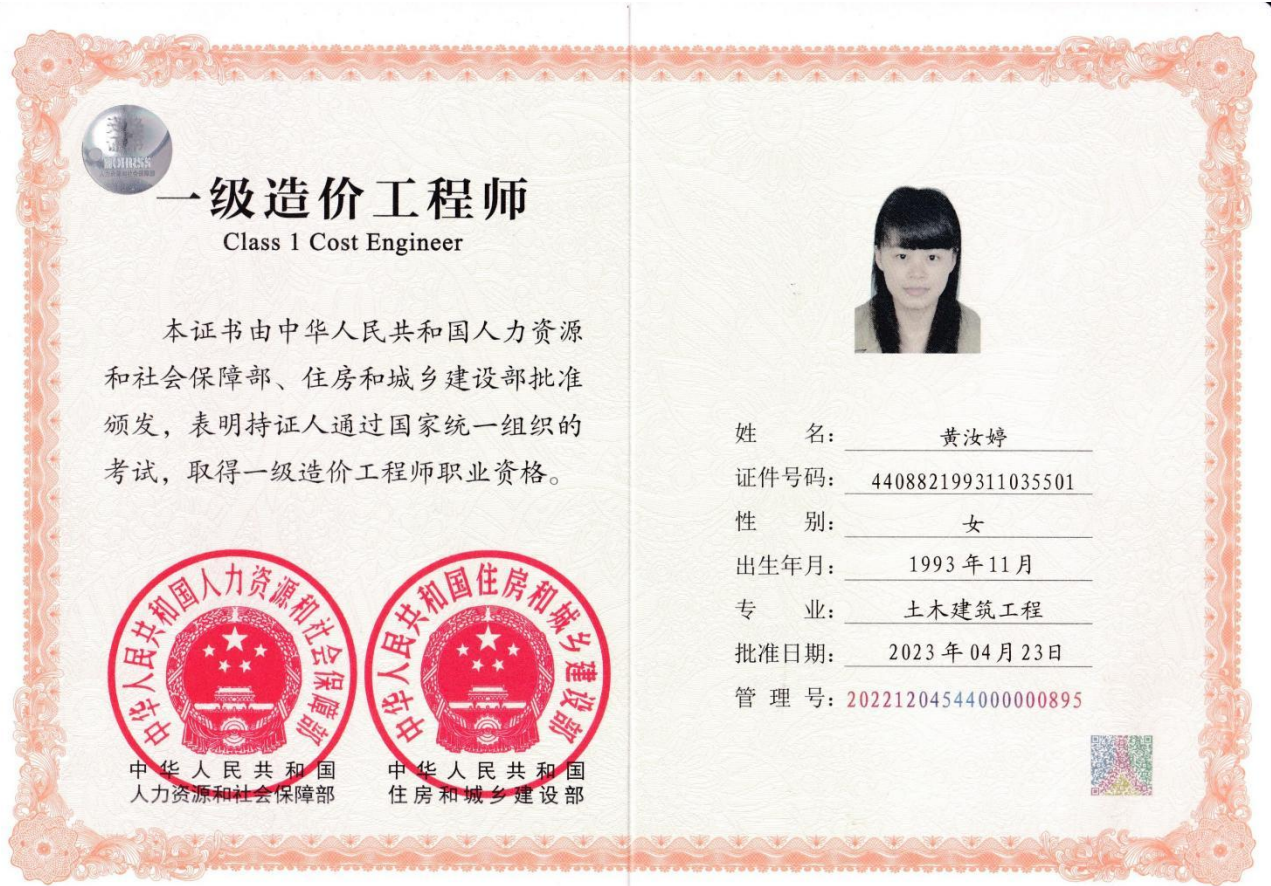 一级造价工程师
Class 1 Cost Engineer
本证书由中华人民共和国人力资源
和社会保障部、住房和城乡建设部批准
颁发，表明持证人通过国家统一组织的
考试，取得一级造价工程师职业资格。
中华人民共和国人力资源和社会保障部
中华人民共和国住房和城乡建设部
中华人民共和国
人力资源和社会保障部
中华人民共和国
住房和城乡建设部
姓 名：黄汝婷
证件号码：440882199311035501
性 别：女
出生年月：1993年11月
专 业：土木建筑工程
批准日期：2023年04月23日
管 理 号：20221204544000000895